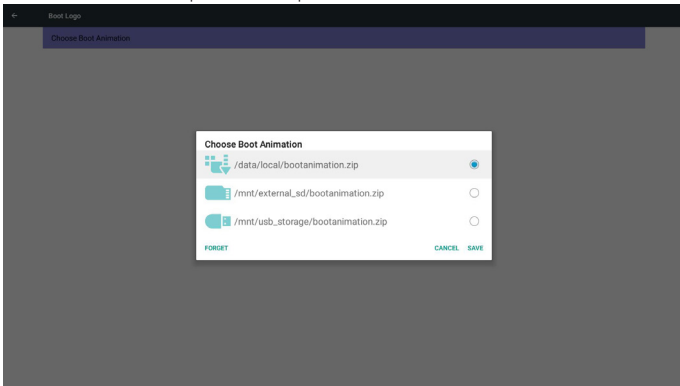 Boot Logo
Choose Boot Animation
Choose Boot Animation
/data/local/bootanimation.zip
/mnt/external_sd/bootanimation.zip
/mnt/usb_storage/bootanimation.zip
FORGET CANCEL SAVE